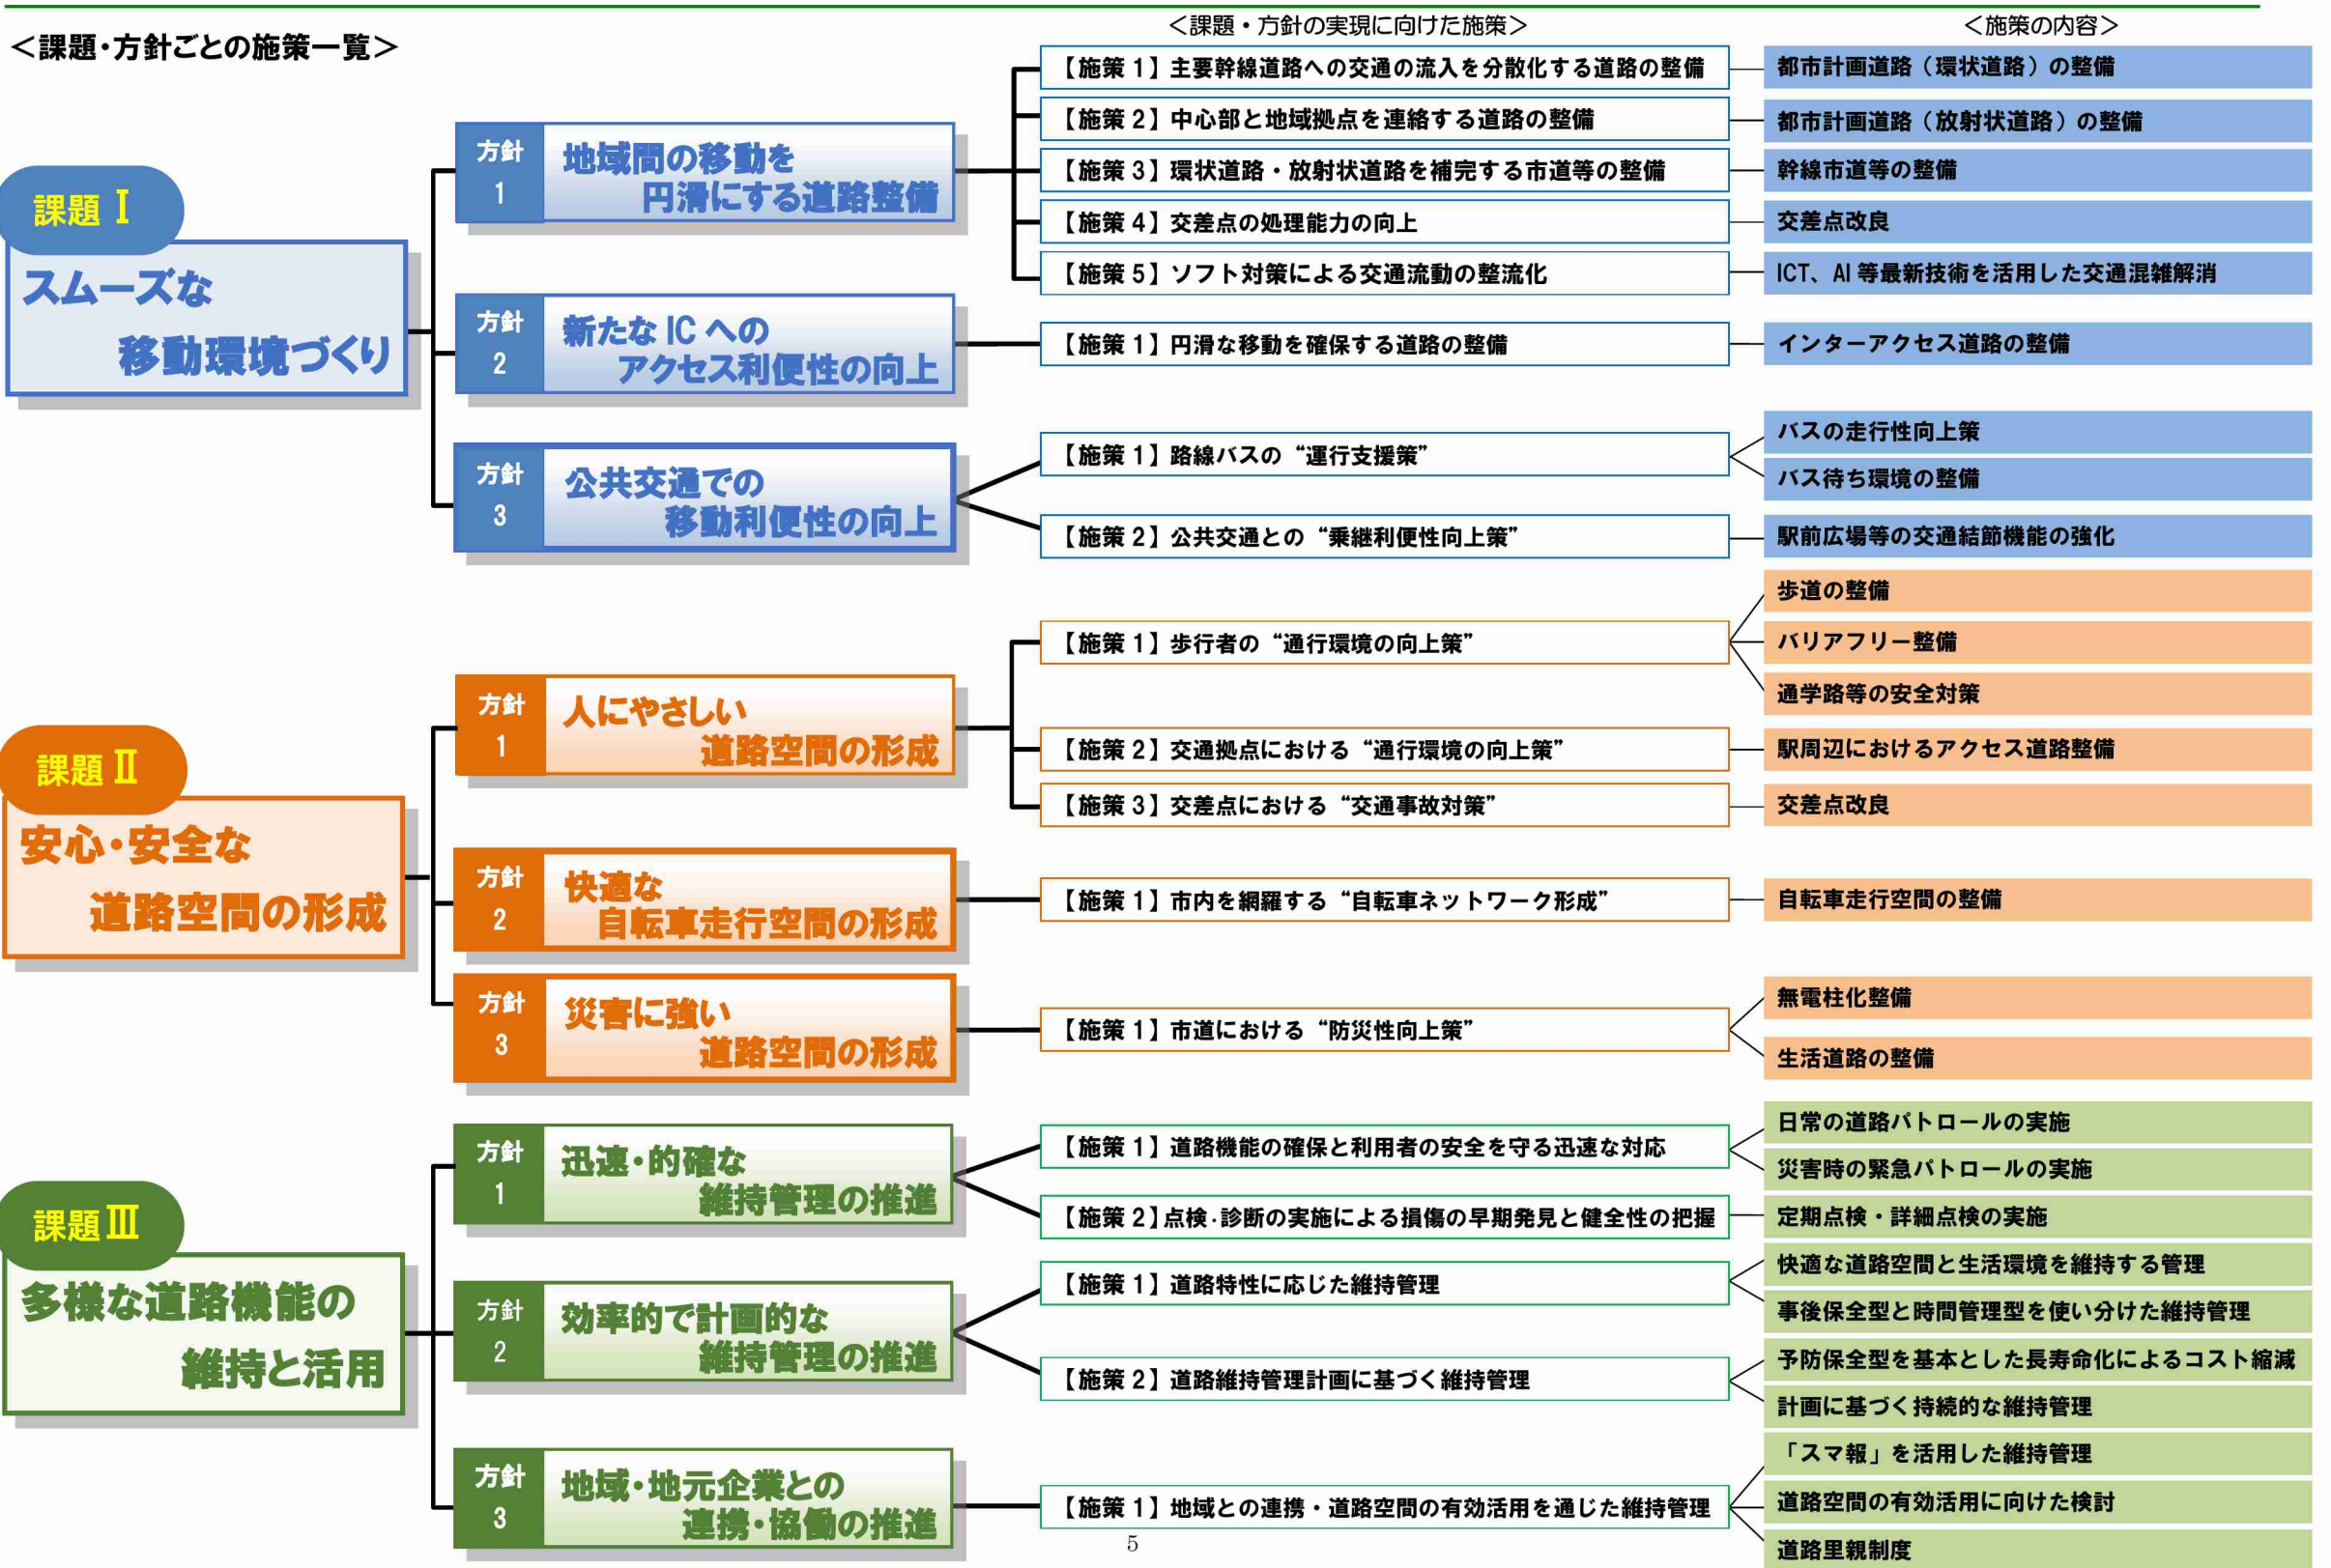 ＜課題・方針ごとの施策一覧＞
＜課題・方針の実現に向けた施策＞
＜施策の内容＞
課題Ⅰ
スムーズな
移動環境づくり
方針
1
地域間の移動を
円滑にする道路整備
【施策 1】主要幹線道路への交通の流入を分散化する道路の整備
都市計画道路（環状道路）の整備
【施策 2】中心部と地域拠点を連絡する道路の整備
都市計画道路（放射状道路）の整備
【施策 3】環状道路・放射状道路を補完する市道等の整備
幹線市道等の整備
【施策 4】交差点の処理能力の向上
交差点改良
【施策 5】ソフト対策による交通流動の整流化
ICT、AI 等最新技術を活用した交通混雑解消
方針
2
新たな IC への
アクセス利便性の向上
【施策 1】円滑な移動を確保する道路の整備
インターアクセス道路の整備
方針
3
公共交通での
移動利便性の向上
【施策 1】路線バスの“運行支援策”
バスの走行性向上策
バス待ち環境の整備
【施策 2】公共交通との“乗継利便性向上策”
駅前広場等の交通結節機能の強化
課題Ⅱ
安心・安全な
道路空間の形成
方針
1
人にやさしい
道路空間の形成
【施策 1】歩行者の“通行環境の向上策”
歩道の整備
バリアフリー整備
通学路等の安全対策
【施策 2】交通拠点における“通行環境の向上策”
駅周辺におけるアクセス道路整備
【施策 3】交差点における“交通事故対策”
交差点改良
方針
2
快適な
自転車走行空間の形成
【施策 1】市内を網羅する“自転車ネットワーク形成”
自転車走行空間の整備
方針
3
災害に強い
道路空間の形成
【施策 1】市道における“防災性向上策”
無電柱化整備
生活道路の整備
課題Ⅲ
多様な道路機能の
維持と活用
方針
1
迅速・的確な
維持管理の推進
【施策 1】道路機能の確保と利用者の安全を守る迅速な対応
日常の道路パトロールの実施
災害時の緊急パトロールの実施
【施策 2】点検・診断の実施による損傷の早期発見と健全性の把握
定期点検・詳細点検の実施
方針
2
効率的で計画的な
維持管理の推進
【施策 1】道路特性に応じた維持管理
快適な道路空間と生活環境を維持する管理
事後保全型と時間管理型を使い分けた維持管理
【施策 2】道路維持管理計画に基づく維持管理
予防保全型を基本とした長寿命化によるコスト縮減
計画に基づく持続的な維持管理
方針
3
地域・地元企業との
連携・協働の推進
【施策 1】地域との連携・道路空間の有効活用を通じた維持管理
「スマ報」を活用した維持管理
道路空間の有効活用に向けた検討
道路里親制度
5